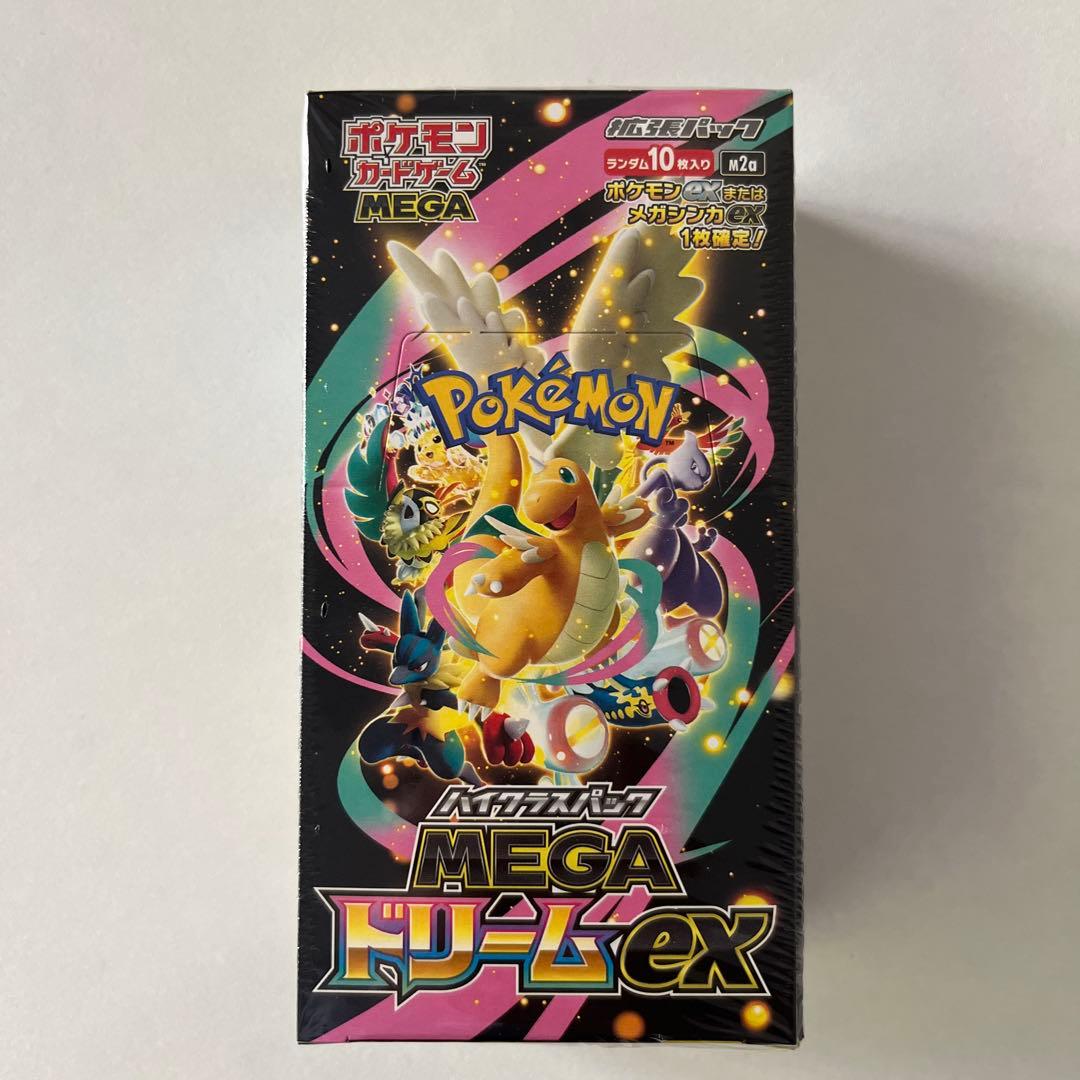 ポケモン
カードゲーム™
MEGA
拡張パック
ランダム10枚入り M2a
ポケモンexまたは
メガシンカex
1枚確定!
POKéMON™
ハイクラスパック
MEGA
ドリームex